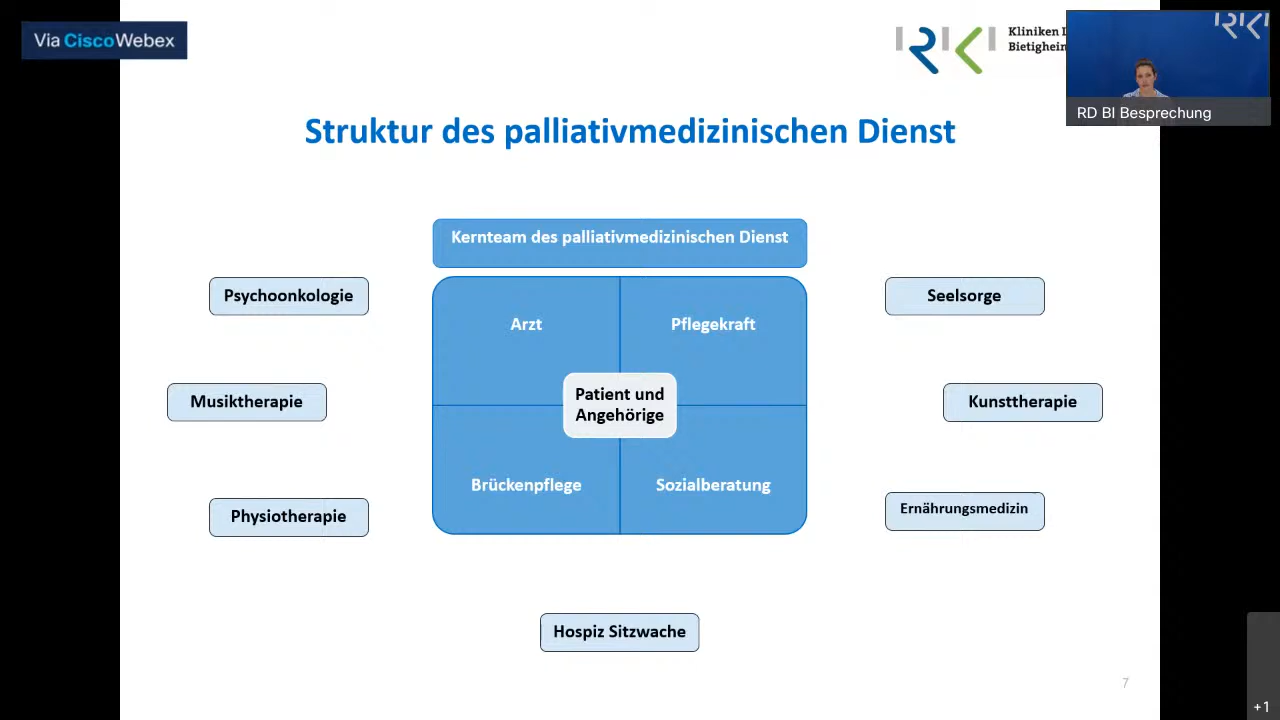 Via CiscoWebex
Kliniken
Bietigheim
RD BI Besprechung
Struktur des palliativmedizinischen Dienst
Kernteam des palliativmedizinischen Dienst
Psychoonkologie
Arzt
Pflegekraft
Seelsorge
Musiktherapie
Patient und
Angehörige
Kunsttherapie
Brückenpflege
Sozialberatung
Physiotherapie
Ernährungsmedizin
Hospiz Sitzwache
7
+1